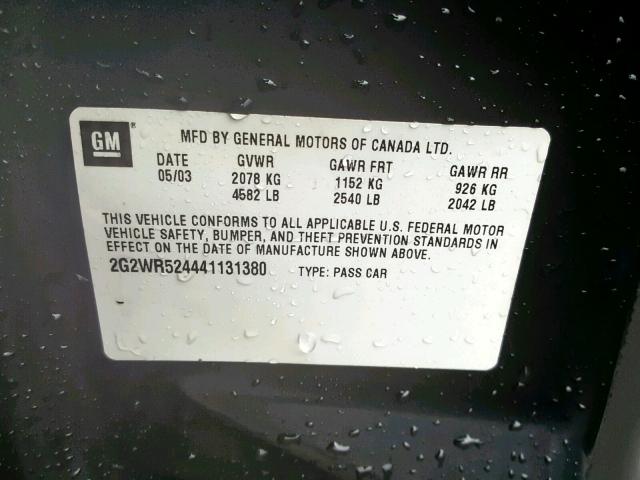 GM® MFD BY GENERAL MOTORS OF CANADA LTD.
DATE GVWR GAWR FRT GAWR RR
05/03 2078 KG 1152 KG 926 KG
4582 LB 2540 LB 2042 LB
THIS VEHICLE CONFORMS TO ALL APPLICABLE U.S. FEDERAL MOTOR
VEHICLE SAFETY, BUMPER, AND THEFT PREVENTION STANDARDS IN
EFFECT ON THE DATE OF MANUFACTURE SHOWN ABOVE.
2G2WR524441131380 TYPE: PASS CAR